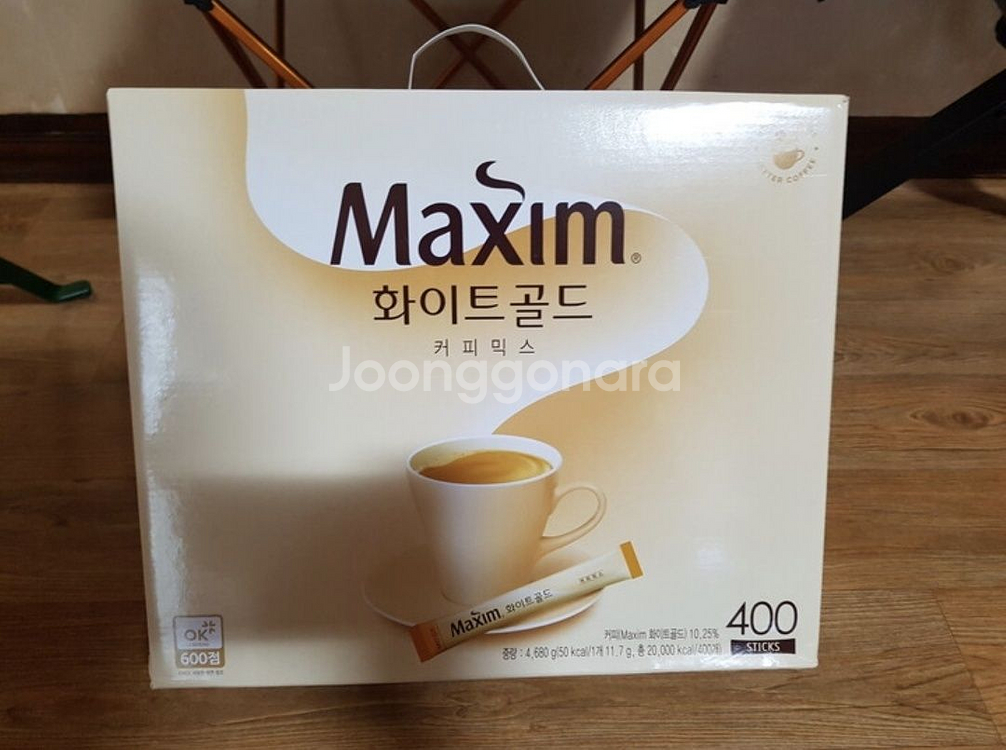 Maxim®
화이트골드
커피믹스
Joonggonara
Maxim 화이트골드
커피(Maxim 화이트골드) 10.25%
중량 : 4,680 g(50 kcal/1개 11.7 g, 총 20,000 kcal/400개)
400
STICKS
OK
600점
COFFEE